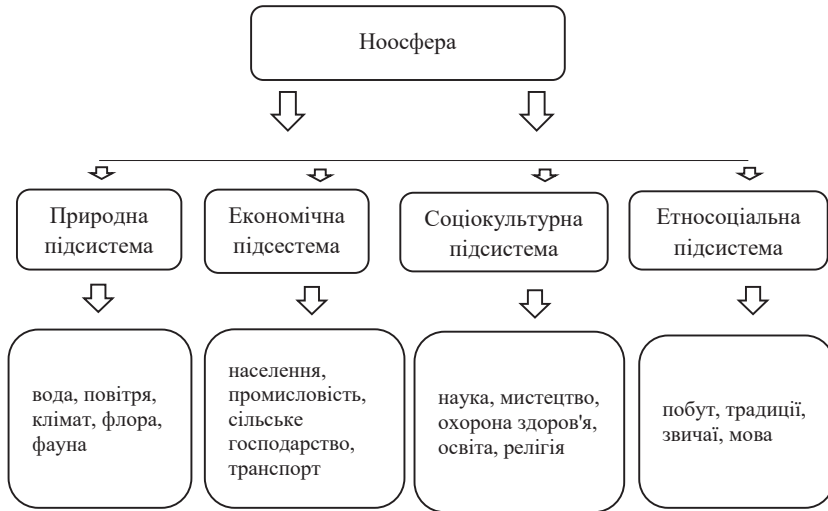 Ноосфера
Природна
підсистема
Економічна
підсестема
Соціокультурна
підсистема
Етносоціальна
підсистема
вода, повітря,
клімат, флора,
фауна
населення,
промисловість,
сільське
господарство,
транспорт
наука, мистецтво,
охорона здоров'я,
освіта, релігія
побут, традиції,
звичаї, мова